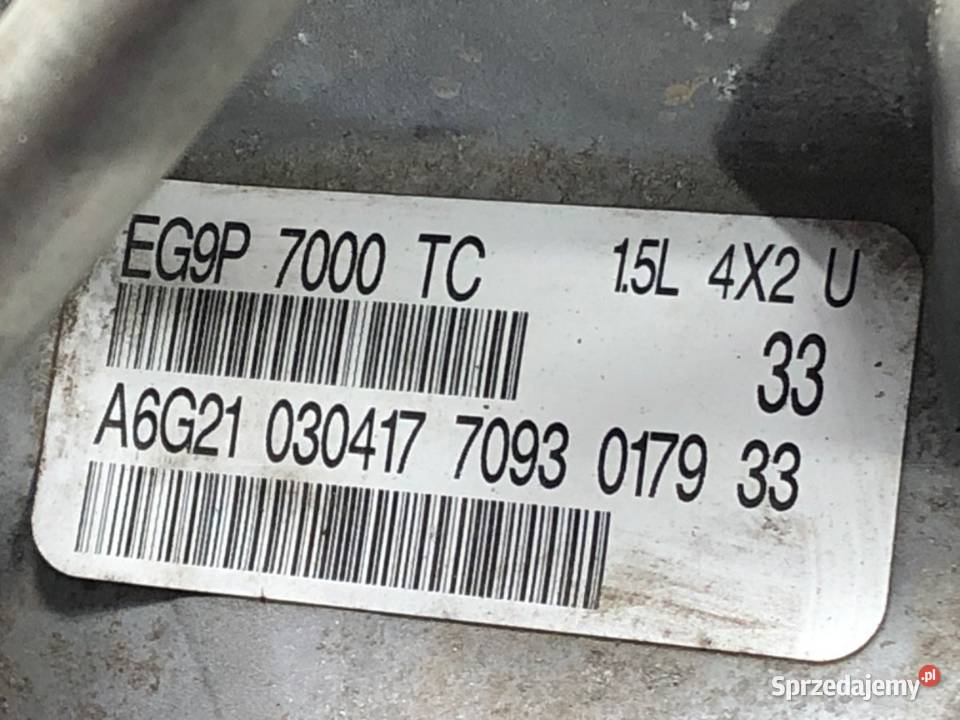 EG9P 7000 TC 1.5L 4X2 U
33
A6G21 030417 7093 0179 33
Sprzedajemy.pl